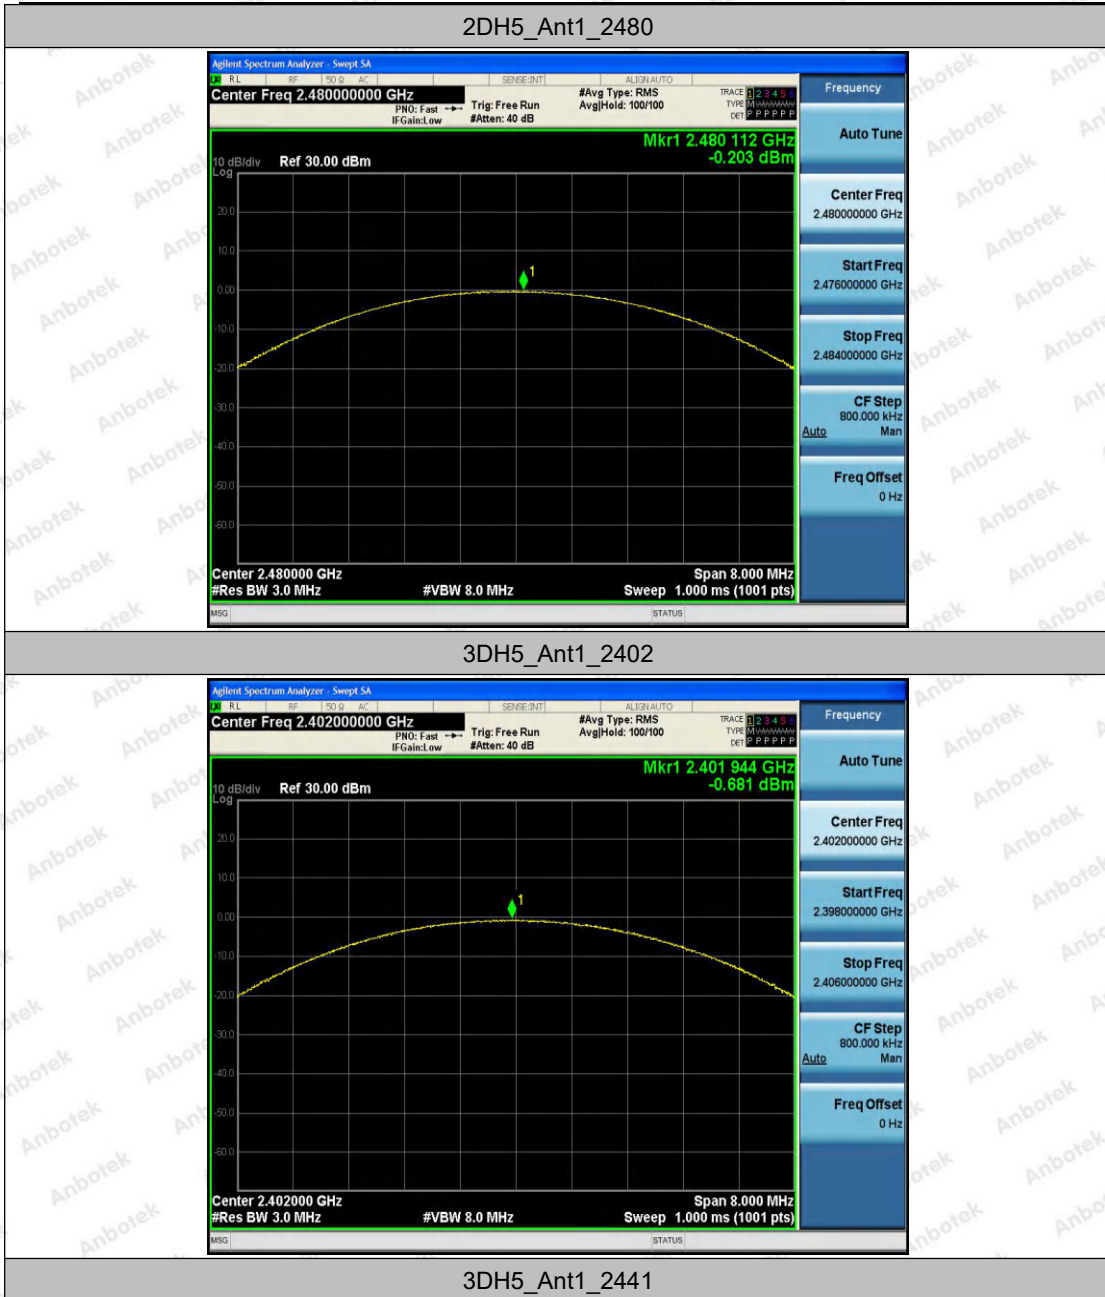 2DH5_Ant1_2480
Agilent Spectrum Analyzer - Swept SA
RL RF 50 Ω AC SENSE:INT ALIGNAUTO
Center Freq 2.480000000 GHz
PNO: Fast
IFGain:Low
Trig: Free Run
#Atten: 40 dB
#Avg Type: RMS
Avg|Hold: 100/100
TRACE 1 2 3 4 5 6
TYPE M
DET P P P P P P
Mkr1 2.480 112 GHz
-0.203 dBm
10 dB/div Ref 30.00 dBm
Log
20.0
10.0
0.00
-10.0
-20.0
-30.0
-40.0
-50.0
-60.0
1
Center 2.480000 GHz Span 8.000 MHz
#Res BW 3.0 MHz #VBW 8.0 MHz Sweep 1.000 ms (1001 pts)
MSG STATUS
Frequency
Auto Tune
Center Freq
2.480000000 GHz
Start Freq
2.476000000 GHz
Stop Freq
2.484000000 GHz
CF Step
800.000 kHz
Auto Man
Freq Offset
0 Hz
3DH5_Ant1_2402
Agilent Spectrum Analyzer - Swept SA
RL RF 50 Ω AC SENSE:INT ALIGNAUTO
Center Freq 2.402000000 GHz
PNO: Fast
IFGain:Low
Trig: Free Run
#Atten: 40 dB
#Avg Type: RMS
Avg|Hold: 100/100
TRACE 1 2 3 4 5 6
TYPE M
DET P P P P P P
Mkr1 2.401 944 GHz
-0.681 dBm
10 dB/div Ref 30.00 dBm
Log
20.0
10.0
0.00
-10.0
-20.0
-30.0
-40.0
-50.0
-60.0
1
Center 2.402000 GHz Span 8.000 MHz
#Res BW 3.0 MHz #VBW 8.0 MHz Sweep 1.000 ms (1001 pts)
MSG STATUS
Frequency
Auto Tune
Center Freq
2.402000000 GHz
Start Freq
2.398000000 GHz
Stop Freq
2.406000000 GHz
CF Step
800.000 kHz
Auto Man
Freq Offset
0 Hz
3DH5_Ant1_2441
Anbotek